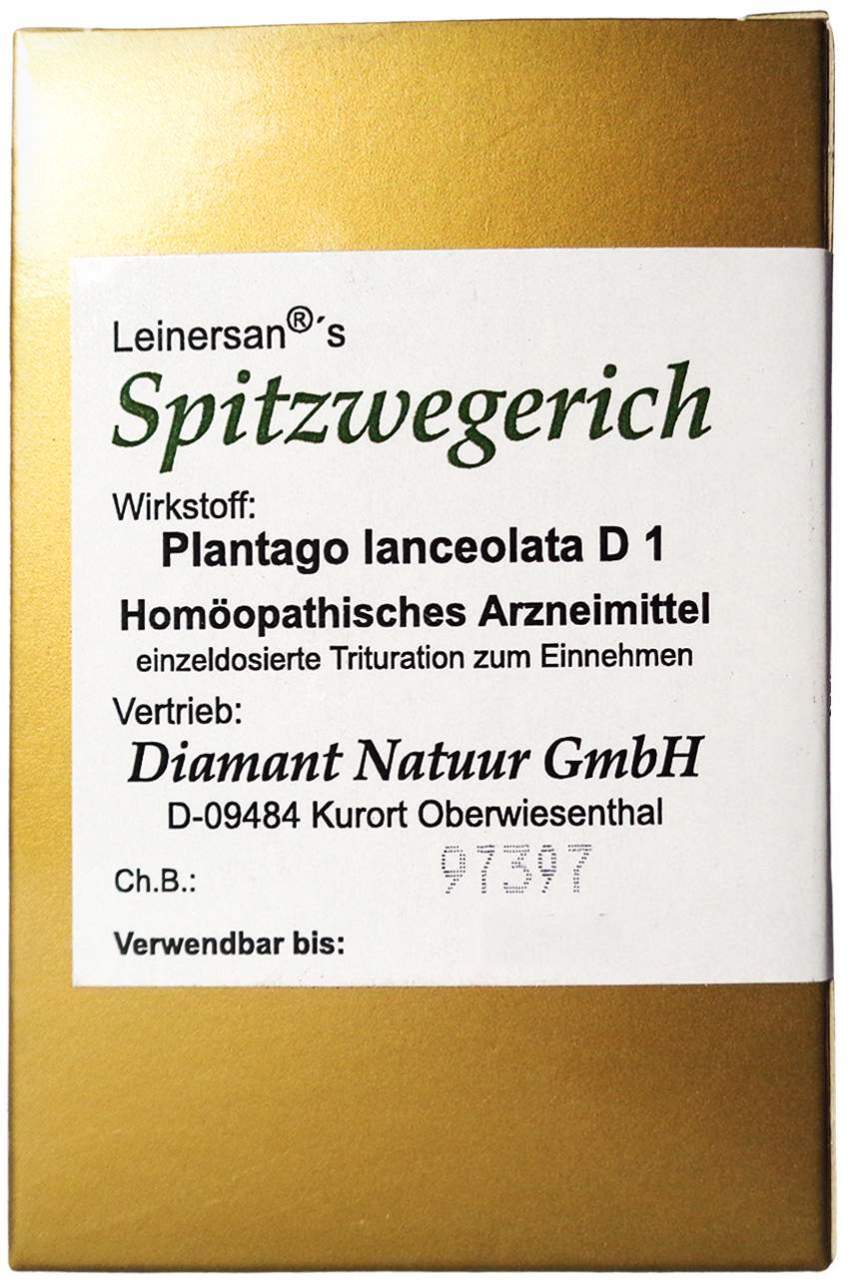 Leinersan®´s
Spitzwegerich
Wirkstoff:
Plantago lanceolata D 1
Homöopathisches Arzneimittel
einzeldosierte Trituration zum Einnehmen
Vertrieb:
Diamant Natuur GmbH
D-09484 Kurort Oberwiesenthal
Ch.B.: 97397
Verwendbar bis: